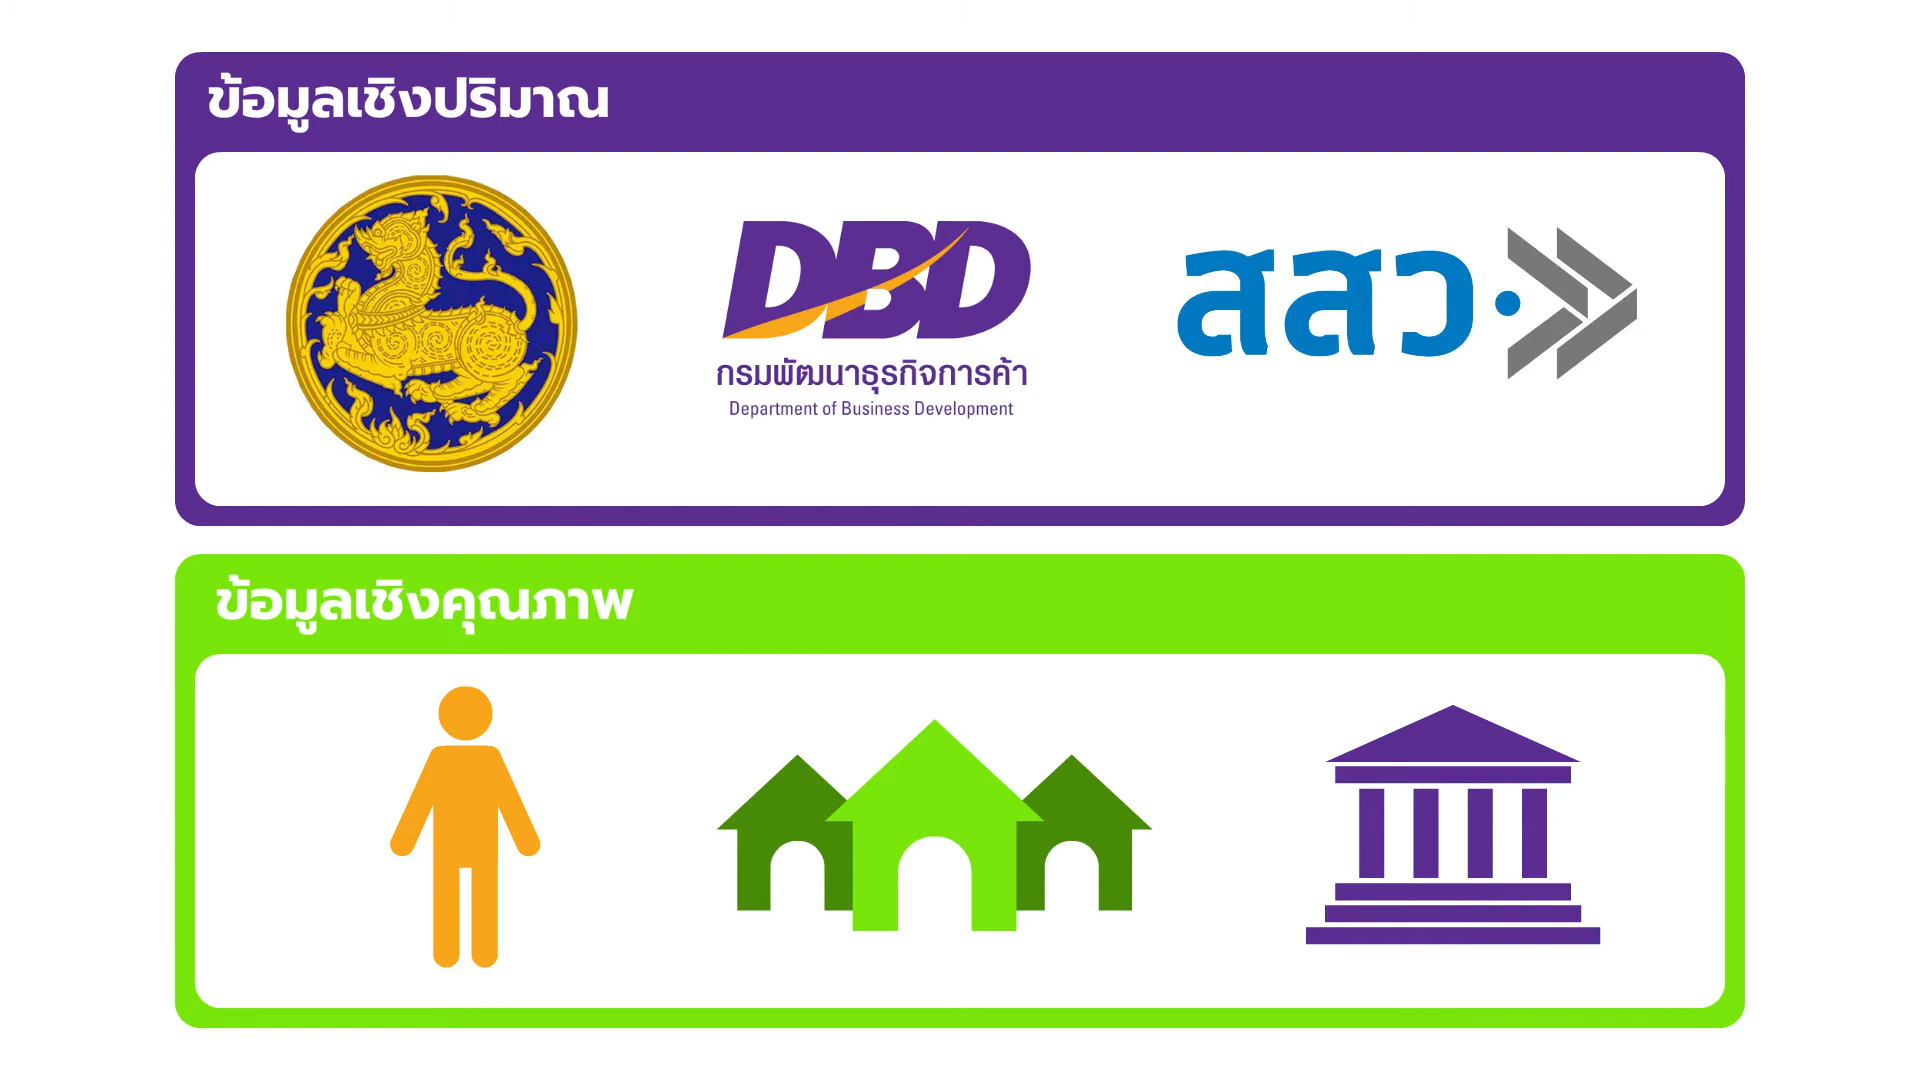 ข้อมูลเชิงปริมาณ
DBD
กรมพัฒนาธุรกิจการค้า
Department of Business Development
สสว
ข้อมูลเชิงคุณภาพ